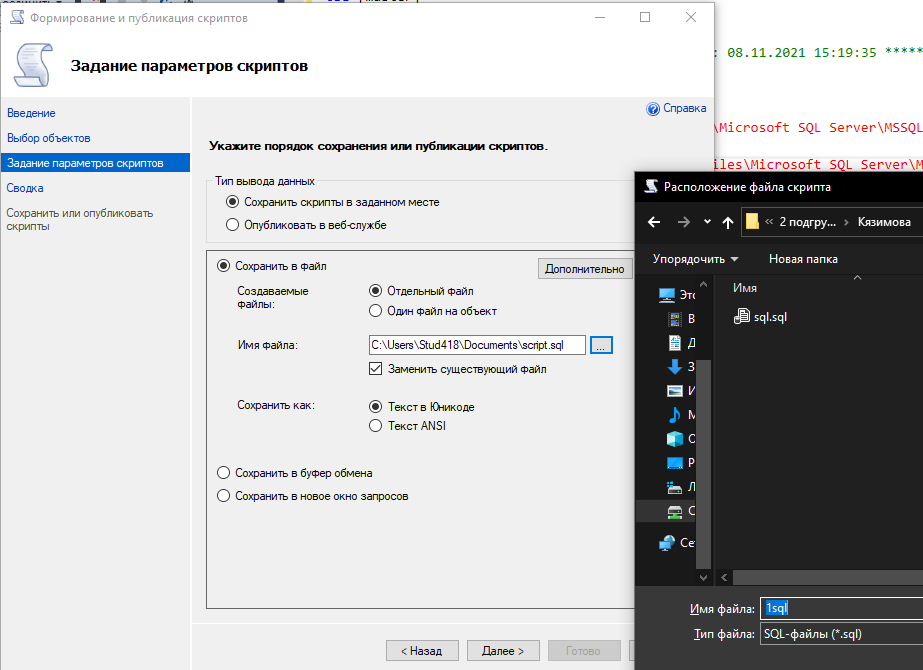 Формирование и публикация скриптов
Задание параметров скриптов
: 08.11.2021 15:19:35 *****
\Microsoft SQL Server\MSSQL
iles\Microsoft SQL Server\M
Введение
Выбор объектов
Задание параметров скриптов
Сводка
Сохранить или опубликовать
скрипты
Справка
Укажите порядок сохранения или публикации скриптов.
Тип вывода данных
Сохранить скрипты в заданном месте
Опубликовать в веб-службе
Сохранить в файл
Дополнительно
Создаваемые
файлы:
Отдельный файл
Один файл на объект
Имя файла:
C:\Users\Stud418\Documents\script.sql
...
Заменить существующий файл
Сохранить как:
Текст в Юникоде
Текст ANSI
Сохранить в буфер обмена
Сохранить в новое окно запросов
< Назад
Далее >
Готово
Расположение файла скрипта
« 2 подгру... › Кязимова
Упорядочить
Новая папка
Имя
Это
В
Д
З
И
М
О
Р
Л
С
Се
sql.sql
Имя файла:
1sql
Тип файла:
SQL-файлы (*.sql)